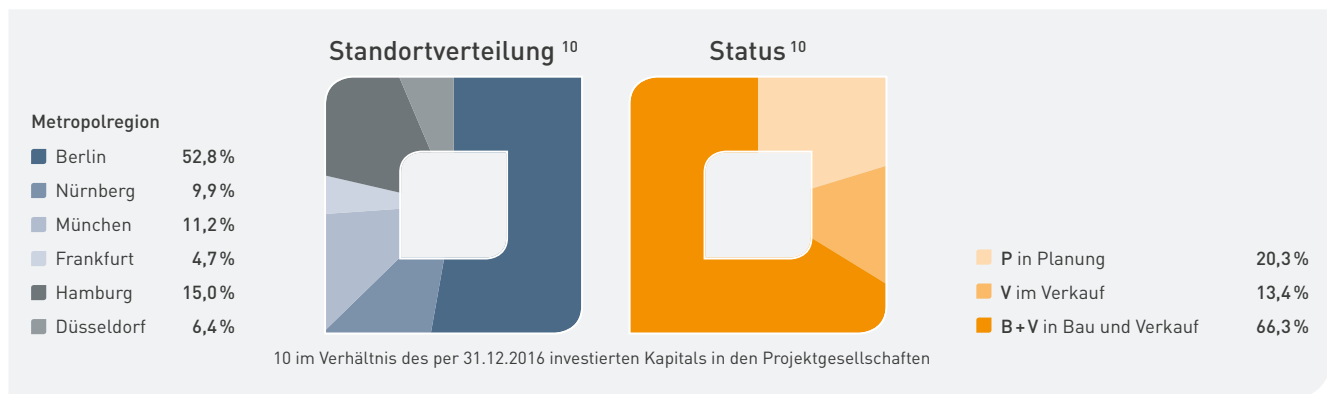 Standortverteilung 10
Status 10
Metropolregion
Berlin 52,8 %
Nürnberg 9,9 %
München 11,2 %
Frankfurt 4,7 %
Hamburg 15,0 %
Düsseldorf 6,4 %
P in Planung 20,3 %
V im Verkauf 13,4 %
B+V in Bau und Verkauf 66,3 %
10 im Verhältnis des per 31.12.2016 investierten Kapitals in den Projektgesellschaften